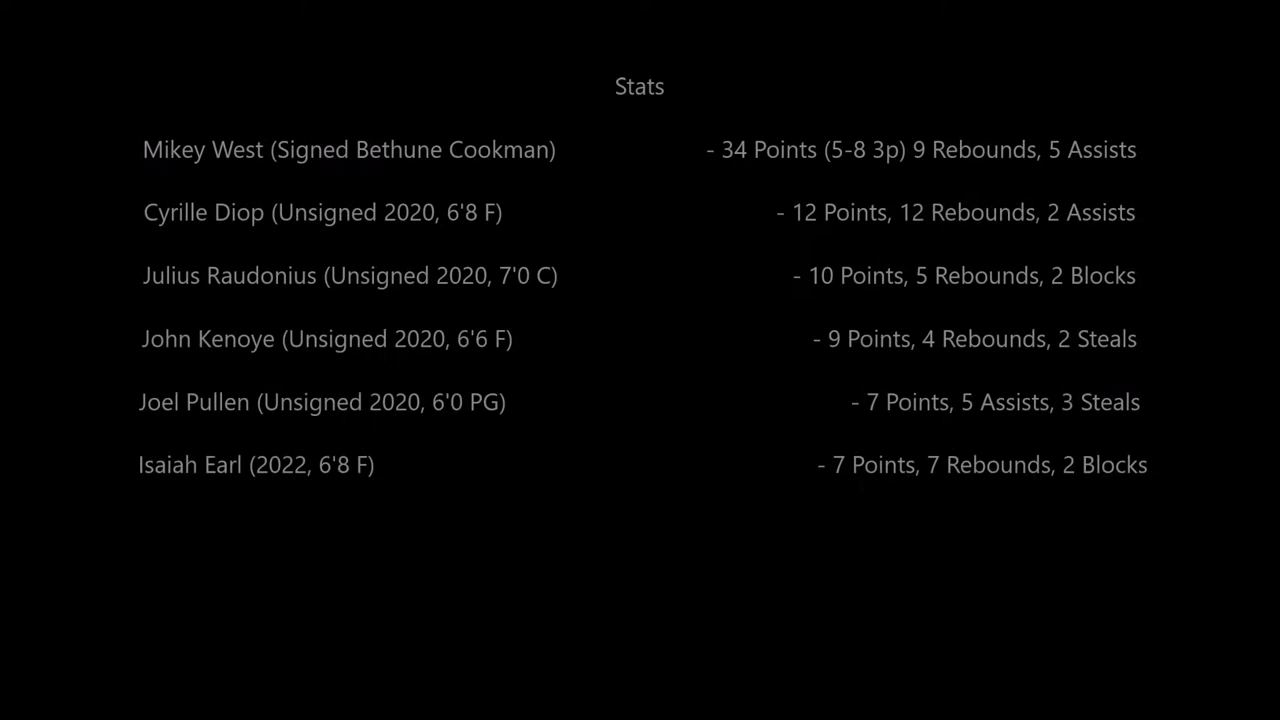 Stats
Mikey West (Signed Bethune Cookman) - 34 Points (5-8 3p) 9 Rebounds, 5 Assists
Cyrille Diop (Unsigned 2020, 6'8 F) - 12 Points, 12 Rebounds, 2 Assists
Julius Raudonius (Unsigned 2020, 7'0 C) - 10 Points, 5 Rebounds, 2 Blocks
John Kenoye (Unsigned 2020, 6'6 F) - 9 Points, 4 Rebounds, 2 Steals
Joel Pullen (Unsigned 2020, 6'0 PG) - 7 Points, 5 Assists, 3 Steals
Isaiah Earl (2022, 6'8 F) - 7 Points, 7 Rebounds, 2 Blocks